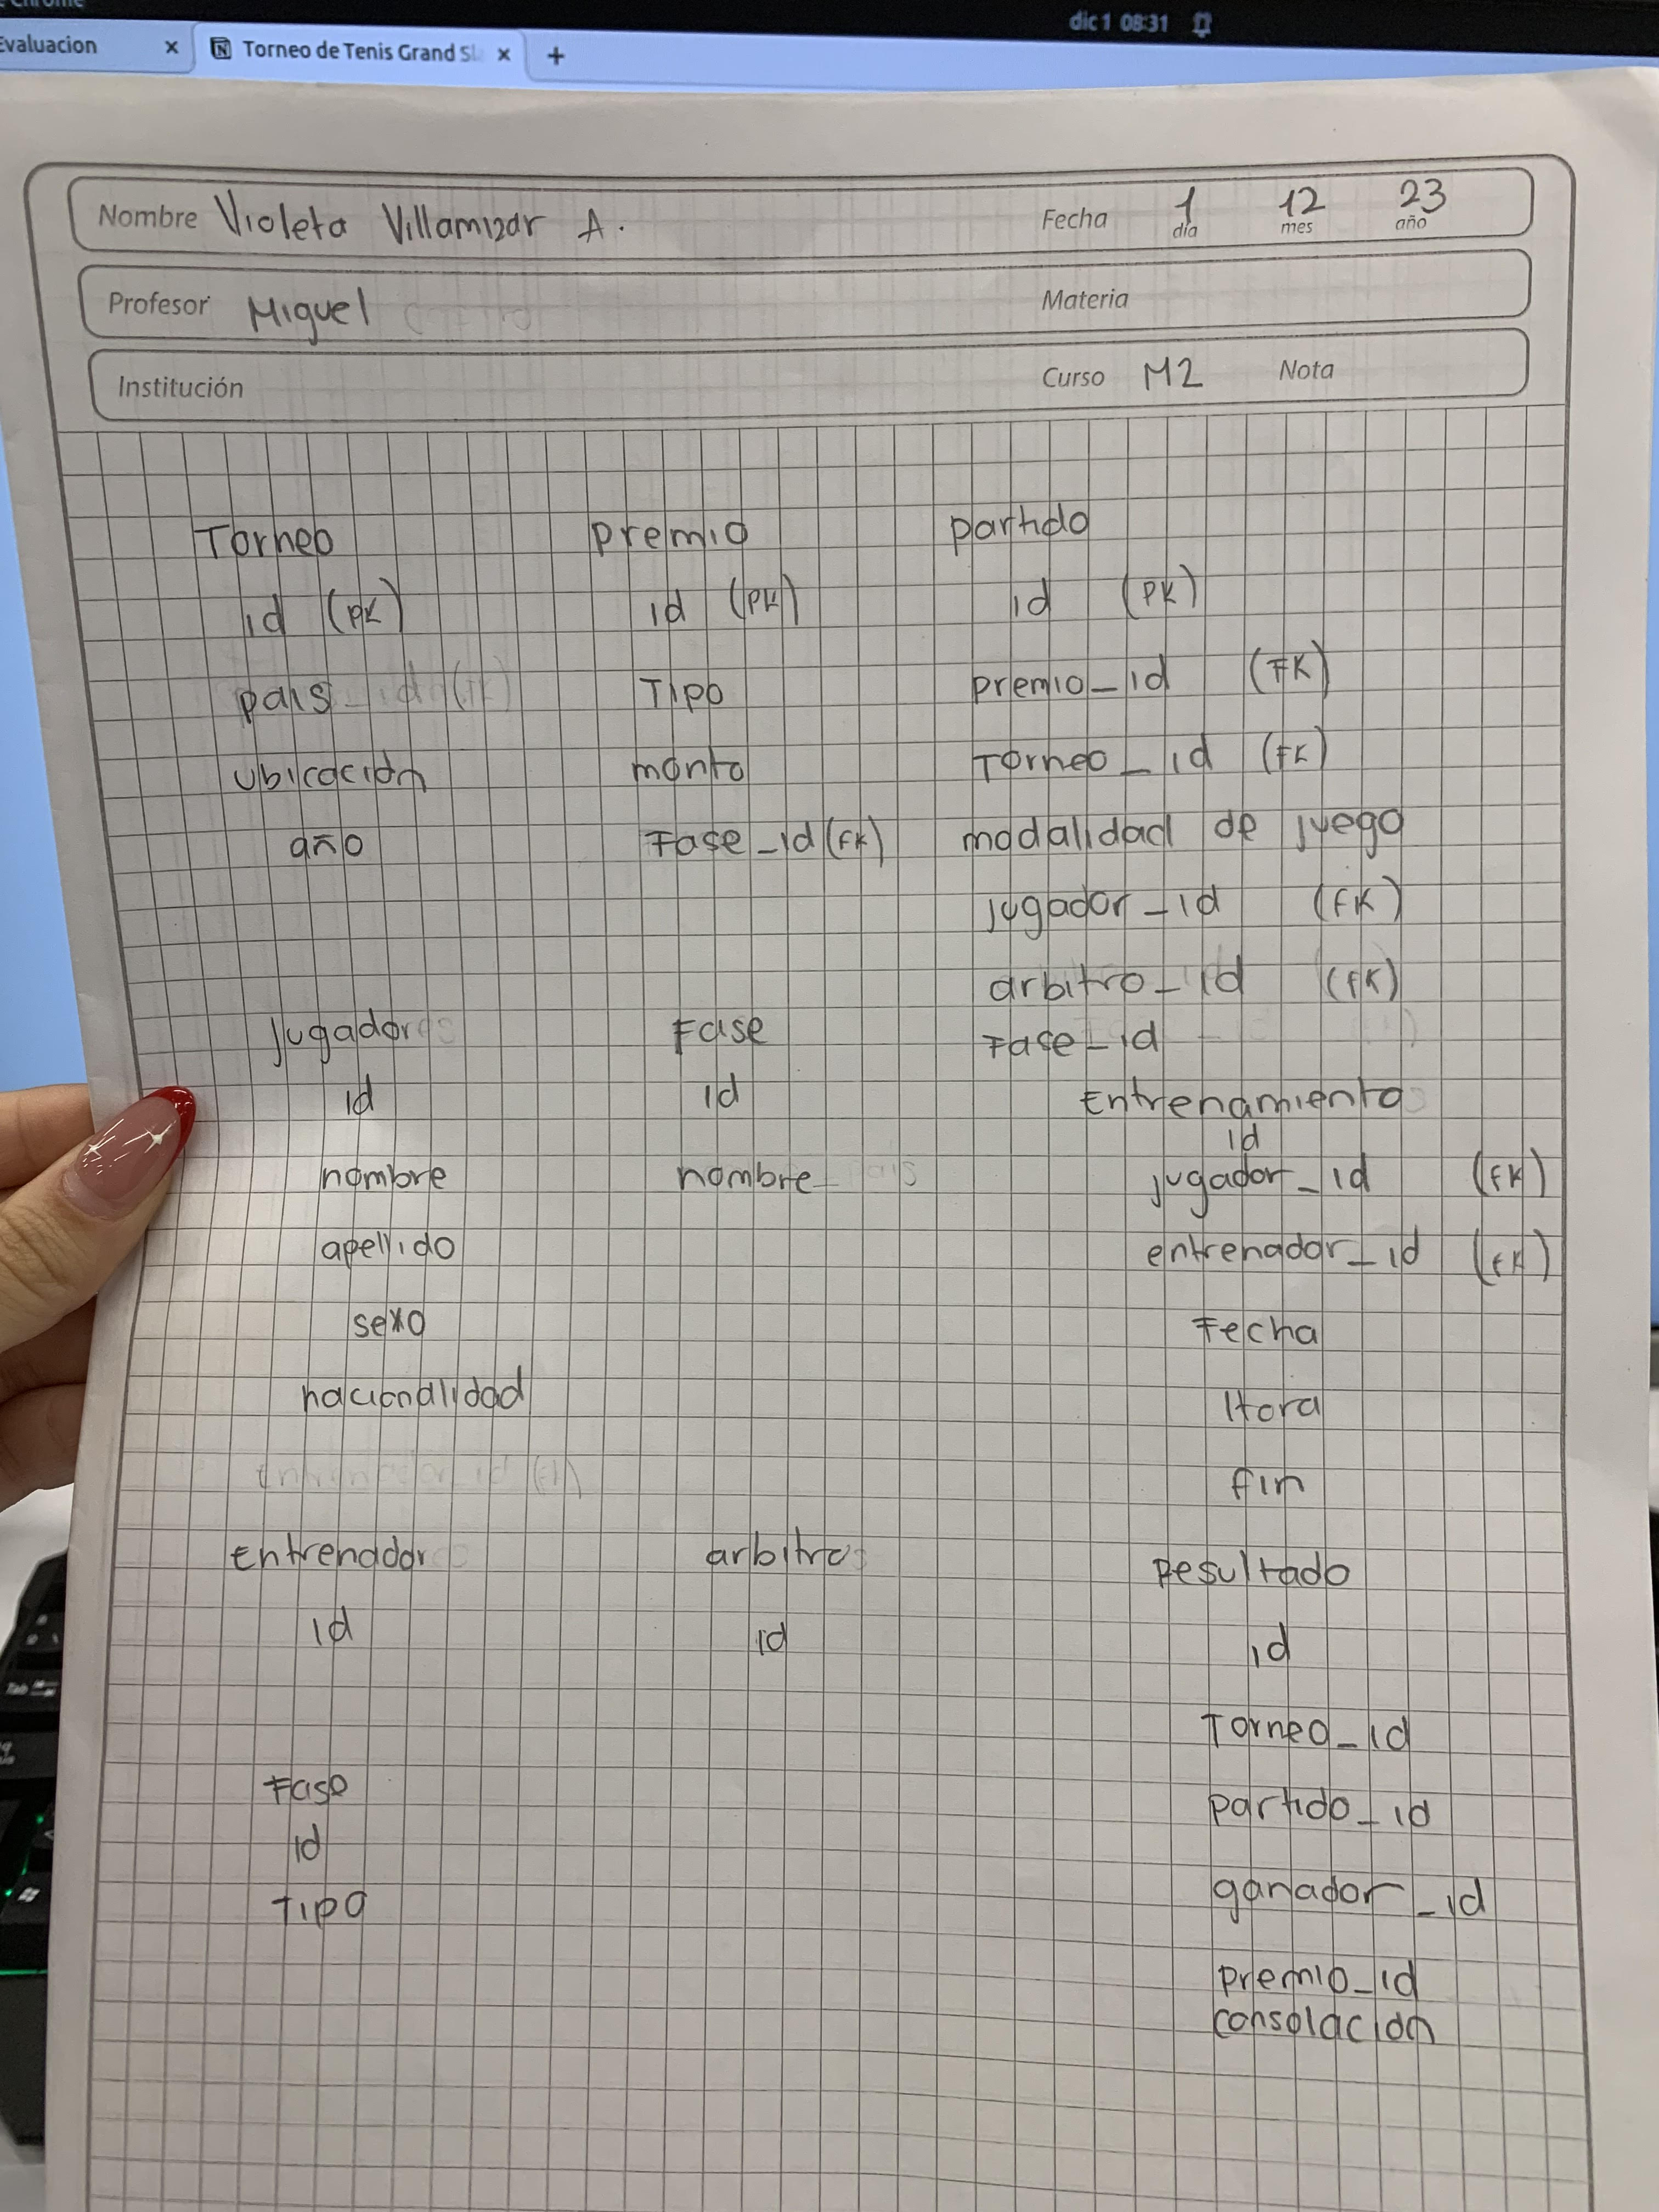 Chrome
dic 1 08:31
Evaluacion
Torneo de Tenis Grand Sl
Nombre Violeta Villamizar A.
Fecha 1 12 23
día mes año
Profesor Miguel
Materia
Institución
Curso M2 Nota
Torneo
id (PK)
pais
ubicación
año
premio
id (PK)
Tipo
monto
Fase_id (FK)
partido
id (PK)
premio_id (FK)
Torneo_id (FK)
modalidad de juego
jugador_id (FK)
arbitro_id (FK)
Fase_id
jugador
id
nombre
apellido
sexo
nacionalidad
entrenador_id (FK)
Fase
id
nombre
Entrenamiento
id
jugador_id (FK)
entrenador_id (FK)
Fecha
Hora
fin
Entrenador
id
arbitro
id
Resultado
id
Torneo_id
partido_id
ganador_id
premio_id
consolación
Fase
id
Tipo
Tab